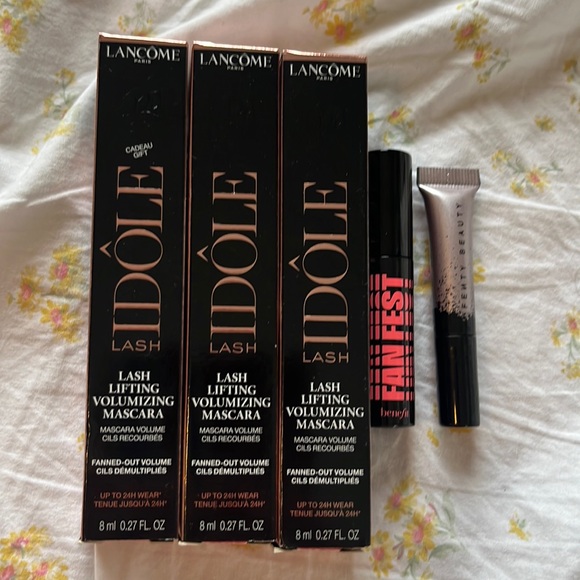 LANCÔME
PARIS
CADEAU
GIFT
IDÔLE
LASH
LASH
LIFTING
VOLUMIZING
MASCARA
MASCARA VOLUME
CILS RECOURBÉS
FANNED-OUT VOLUME
CILS DÉMULTIPLIÉS
UP TO 24H WEAR*
TENUE JUSQU'À 24H*
8 ml 0.27 FL. OZ
LANCÔME
PARIS
IDÔLE
LASH
LASH
LIFTING
VOLUMIZING
MASCARA
MASCARA VOLUME
CILS RECOURBÉS
FANNED-OUT VOLUME
CILS DÉMULTIPLIÉS
UP TO 24H WEAR*
TENUE JUSQU'À 24H*
8 ml 0.27 FL. OZ
LANCÔME
PARIS
IDÔLE
LASH
LASH
LIFTING
VOLUMIZING
MASCARA
MASCARA VOLUME
CILS RECOURBÉS
FANNED-OUT VOLUME
CILS DÉMULTIPLIÉS
UP TO 24H WEAR*
TENUE JUSQU'À 24H*
8 ml 0.27 FL. OZ
FAN FEST
benefit
FENTY BEAUTY